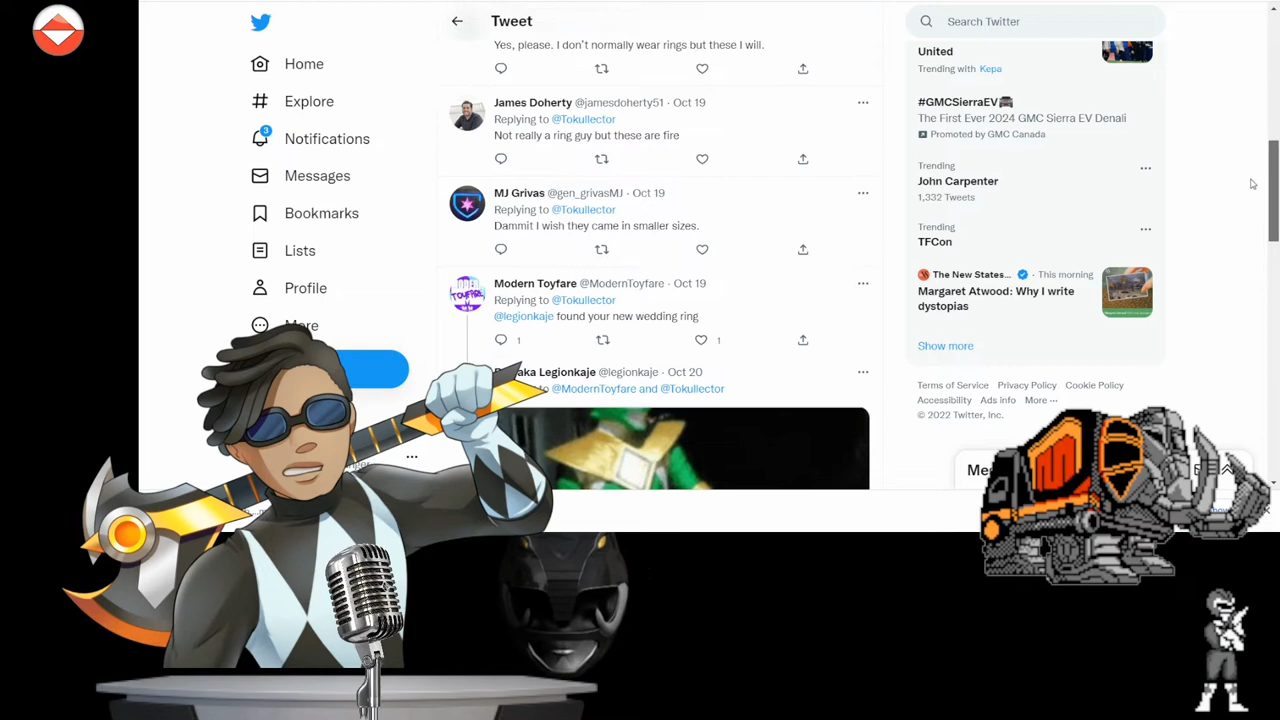 Tweet
Search Twitter
Home
Explore
3
Notifications
Messages
Bookmarks
Lists
Profile
More
Yes, please. I don't normally wear rings but these I will.
James Doherty @jamesdoherty51 · Oct 19
Replying to @Tokullector
Not really a ring guy but these are fire
MJ Grivas @gen_grivasMJ · Oct 19
Replying to @Tokullector
Dammit I wish they came in smaller sizes.
Modern Toyfare @ModernToyfare · Oct 19
Replying to @Tokullector
@legionkaje found your new wedding ring
1
1
aka Legionkaje @legionkaje · Oct 20
@ModernToyfare and @Tokullector
United
Trending with Kepa
#GMCSierraEV
The First Ever 2024 GMC Sierra EV Denali
Promoted by GMC Canada
Trending
John Carpenter
1,332 Tweets
Trending
TFCon
The New States... · This morning
Margaret Atwood: Why I write
dystopias
Show more
Terms of Service Privacy Policy Cookie Policy
Accessibility Ads info More ···
© 2022 Twitter, Inc.